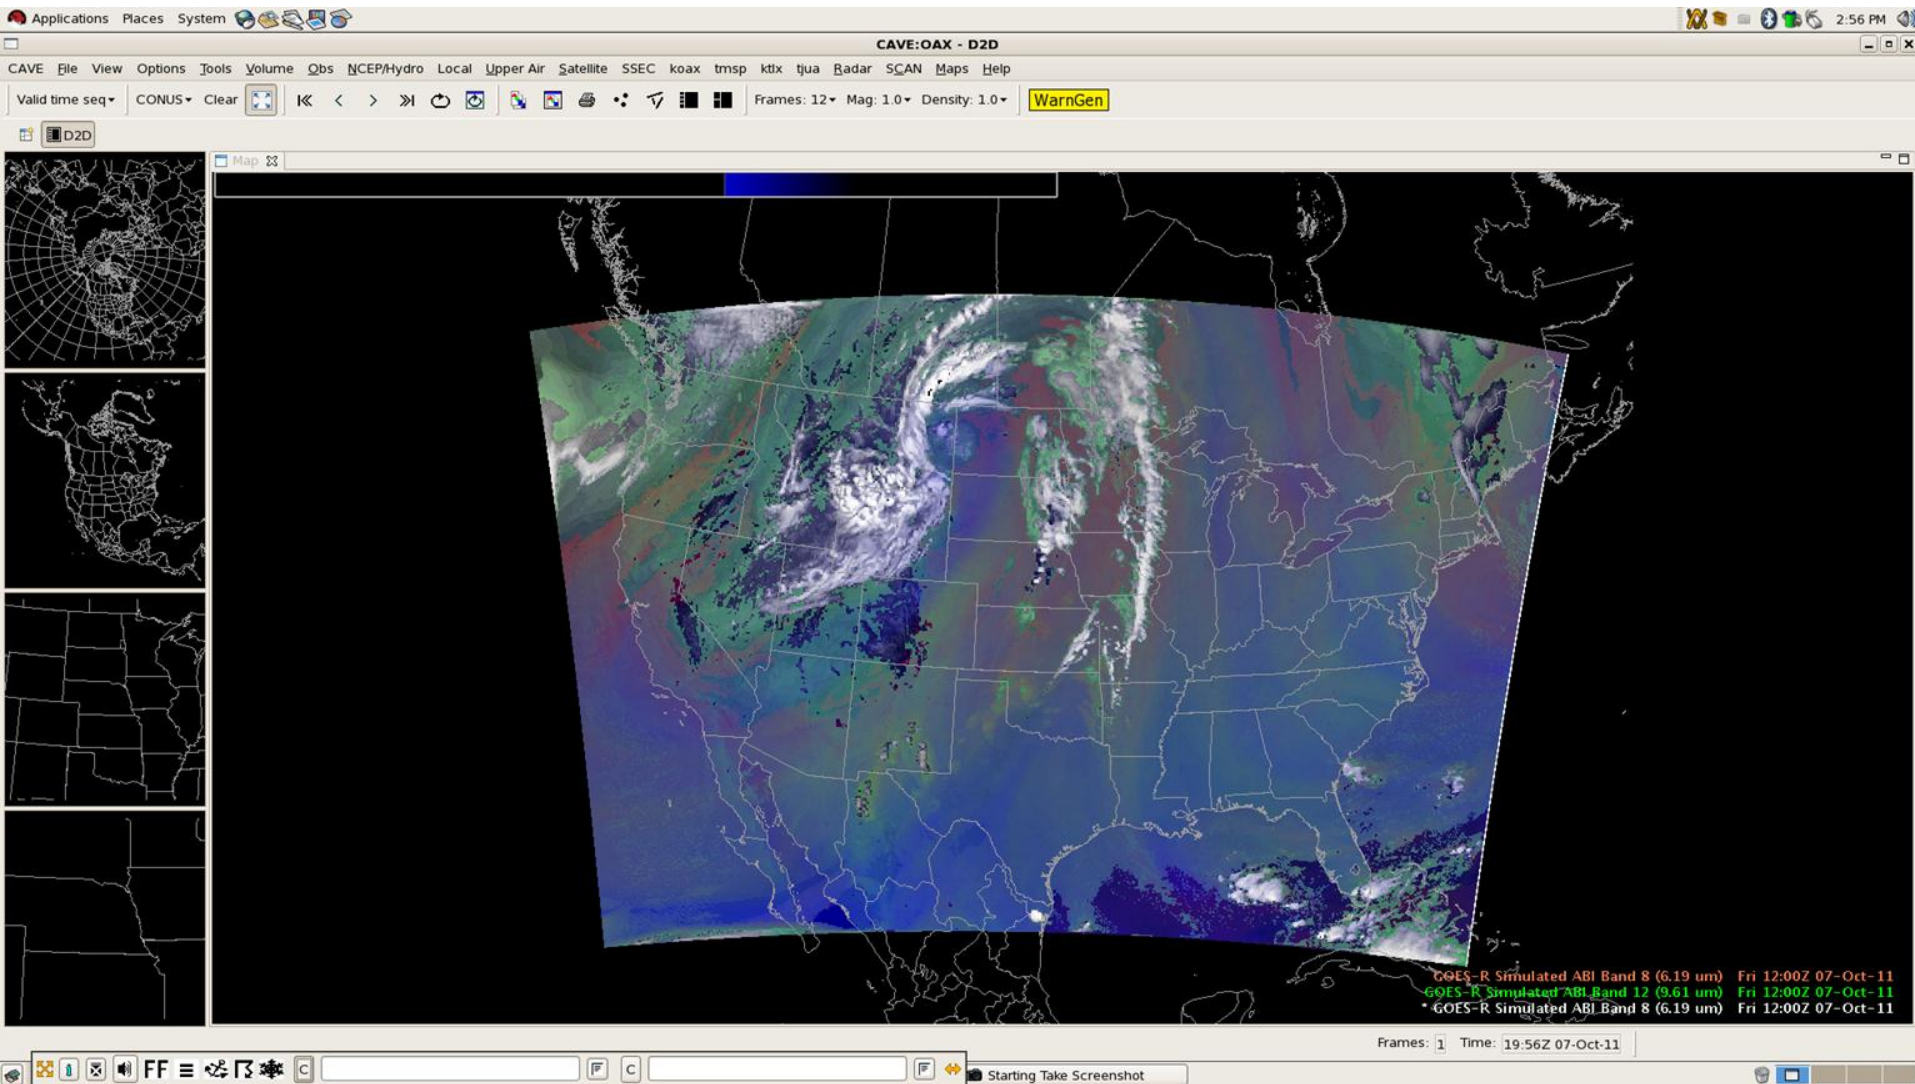 Applications Places System 2:56 PM
CAVE:OAX - D2D
CAVE File View Options Tools Volume Obs NCEP/Hydro Local Upper Air Satellite SSEC koax tmsp ktlx tjua Radar SCAN Maps Help
Valid time seq CONUS Clear Frames: 12 Mag: 1.0 Density: 1.0 WarnGen
D2D
Map
GOES-R Simulated ABI Band 8 (6.19 um) Fri 12:00Z 07-Oct-11
GOES-R Simulated ABI Band 12 (9.61 um) Fri 12:00Z 07-Oct-11
* GOES-R Simulated ABI Band 8 (6.19 um) Fri 12:00Z 07-Oct-11
Frames: 1 Time: 19:56Z 07-Oct-11
FF C C
Starting Take Screenshot